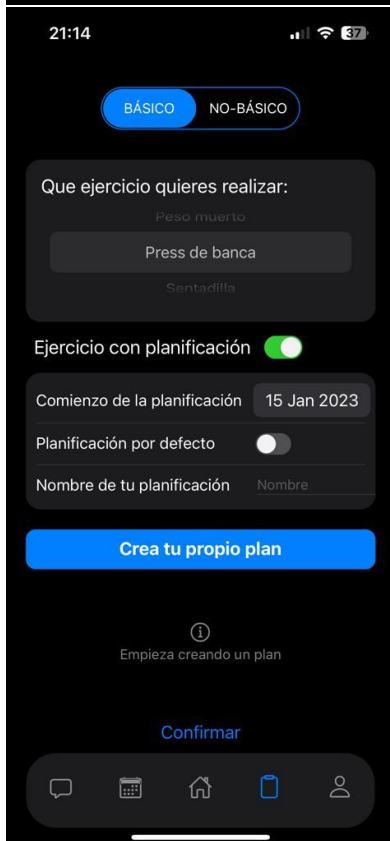 21:14
37
BÁSICO NO-BÁSICO
Que ejercicio quieres realizar:
Peso muerto
Press de banca
Sentadilla
Ejercicio con planificación
Comienzo de la planificación 15 Jan 2023
Planificación por defecto
Nombre de tu planificación Nombre
Crea tu propio plan
Empieza creando un plan
Confirmar